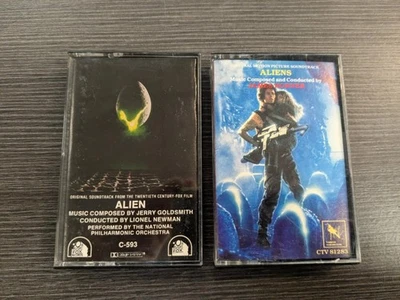 ORIGINAL SOUNDTRACK FROM THE TWENTIETH CENTURY-FOX FILM
ALIEN
MUSIC COMPOSED BY JERRY GOLDSMITH
CONDUCTED BY LIONEL NEWMAN
PERFORMED BY THE NATIONAL
PHILHARMONIC ORCHESTRA
C-593
ORIGINAL MOTION PICTURE SOUNDTRACK
ALIENS
Music Composed and Conducted by
CTV 81283